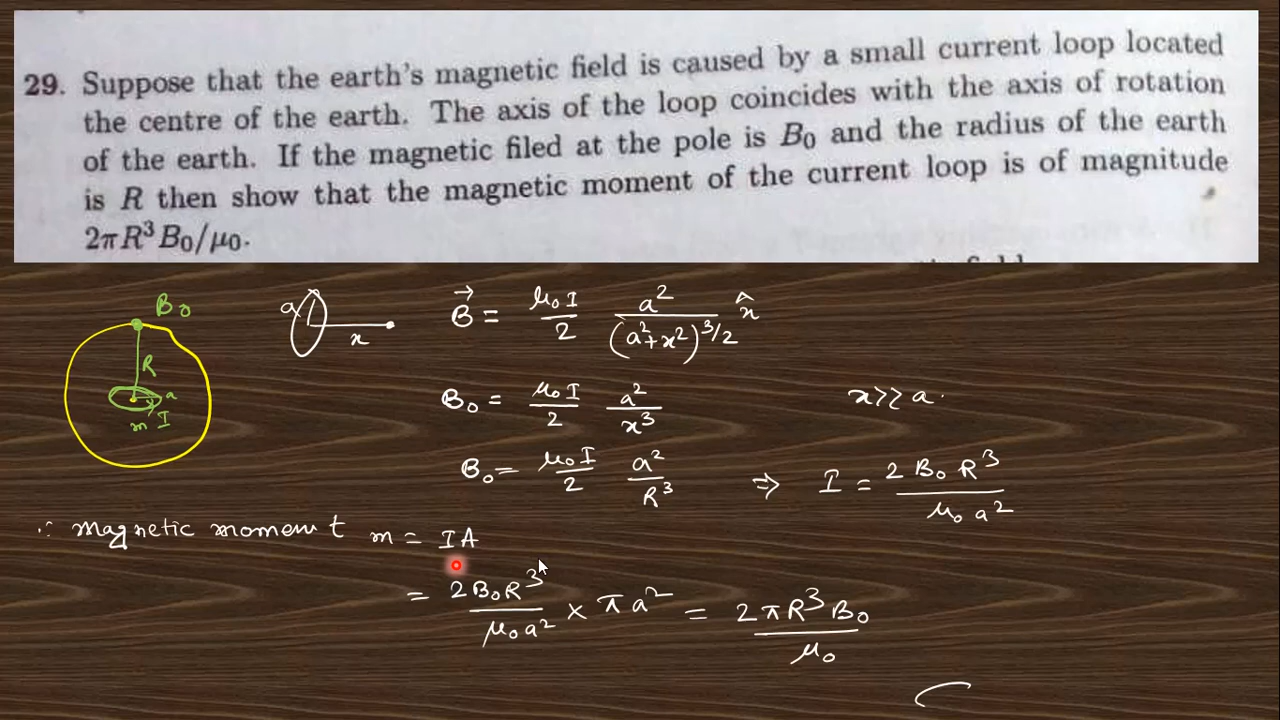 29. Suppose that the earth's magnetic field is caused by a small current loop located
the centre of the earth. The axis of the loop coincides with the axis of rotation
of the earth. If the magnetic filed at the pole is B₀ and the radius of the earth
is R then show that the magnetic moment of the current loop is of magnitude
2πR³B₀/μ₀.
B₀
R
a
I
m
a
x
B⃗ = μ₀I/2 a²/(a²+x²)^3/2 x̂
B₀ = μ₀I/2 a²/x³ x>>a.
B₀ = μ₀I/2 a²/R³ ⇒ I = 2B₀R³/μ₀a²
∴ Magnetic moment m = IA
= 2B₀R³/μ₀a² × πa² = 2πR³B₀/μ₀